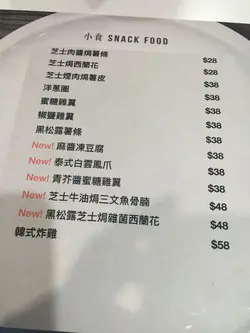 小食 SNACK FOOD
芝士肉醬焗薯條 $28
芝士焗西蘭花 $28
芝士煙肉焗薯皮 $38
洋蔥圈 $38
蜜糖雞翼 $38
椒鹽雞翼 $38
黑松露薯條 $38
New! 麻醬凍豆腐 $38
New! 泰式白雲鳳爪 $38
New! 青芥醬蜜糖雞翼 $38
New! 芝士牛油焗三文魚骨腩 $48
New! 黑松露芝士焗雜菌西蘭花 $48
韓式炸雞 $58